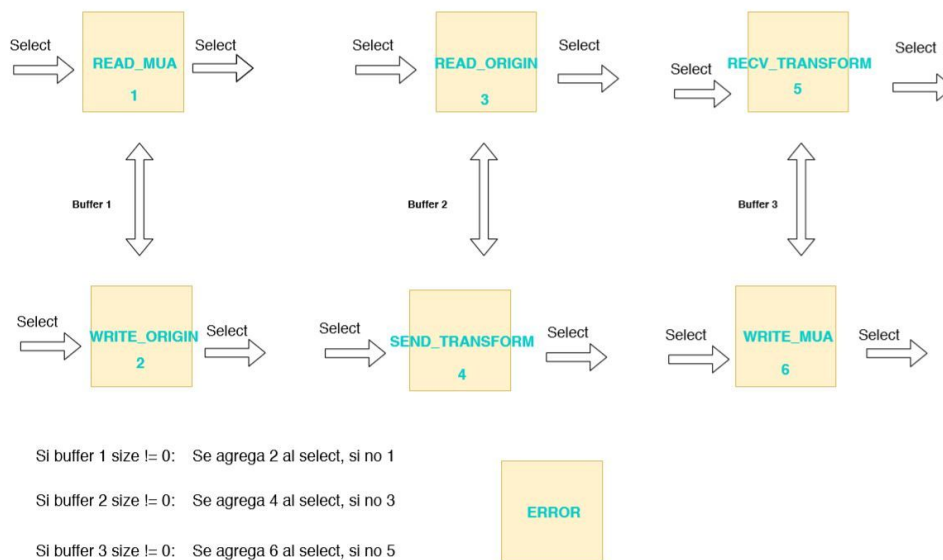 Select
READ_MUA
1
Select
Select
READ_ORIGIN
3
Select
Select
RECV_TRANSFORM
5
Select
Buffer 1
Buffer 2
Buffer 3
Select
WRITE_ORIGIN
2
Select
Select
SEND_TRANSFORM
4
Select
Select
WRITE_MUA
6
Select
Si buffer 1 size != 0: Se agrega 2 al select, si no 1
Si buffer 2 size != 0: Se agrega 4 al select, si no 3
Si buffer 3 size != 0: Se agrega 6 al select, si no 5
ERROR